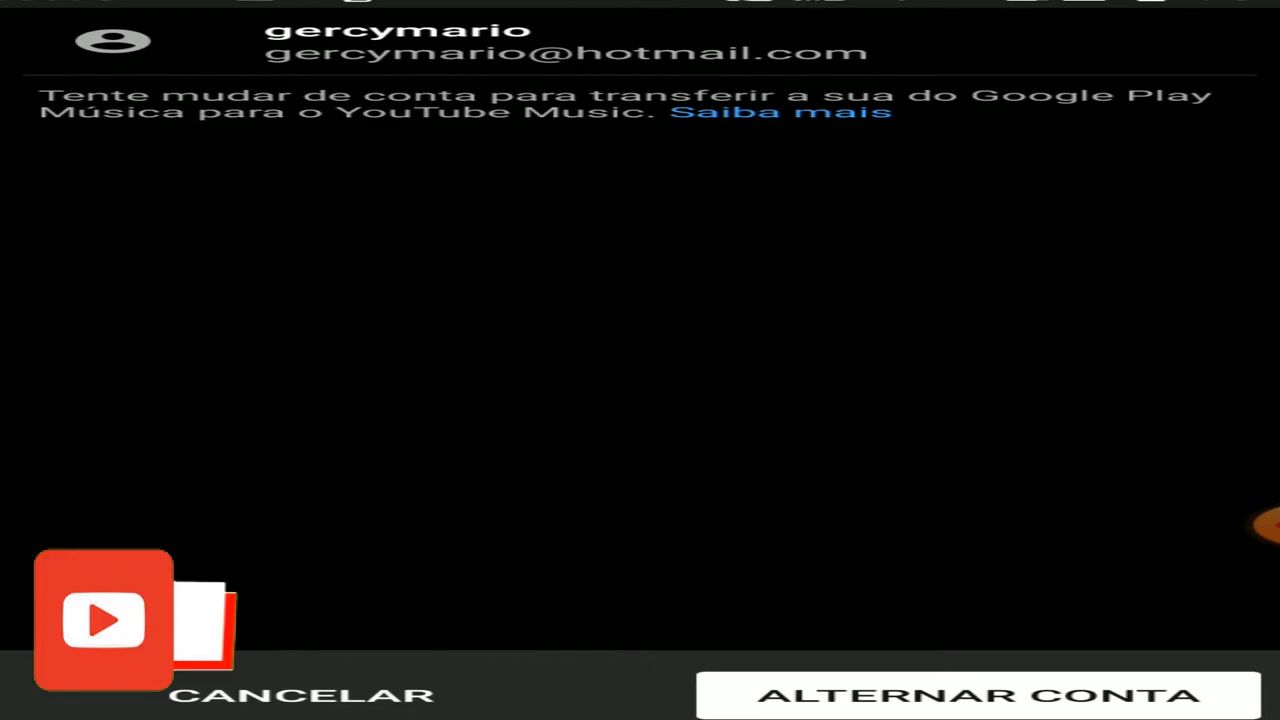 gercymario
gercymario@hotmail.com
Tente mudar de conta para transferir a sua do Google Play
Música para o YouTube Music. Saiba mais
CANCELAR
ALTERNAR CONTA